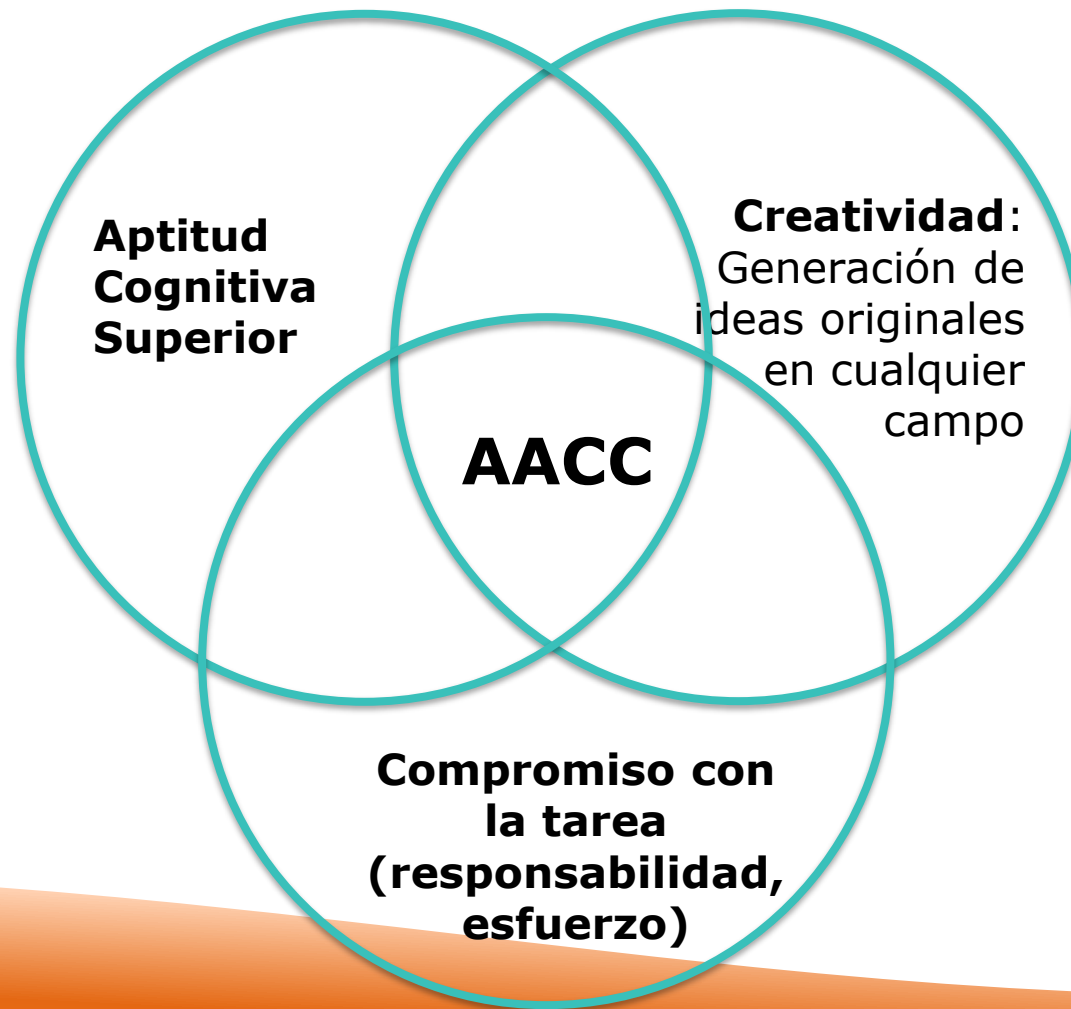 Aptitud
Cognitiva
Superior
Creatividad:
Generación de
ideas originales
en cualquier
campo
AACC
Compromiso con
la tarea
(responsabilidad,
esfuerzo)